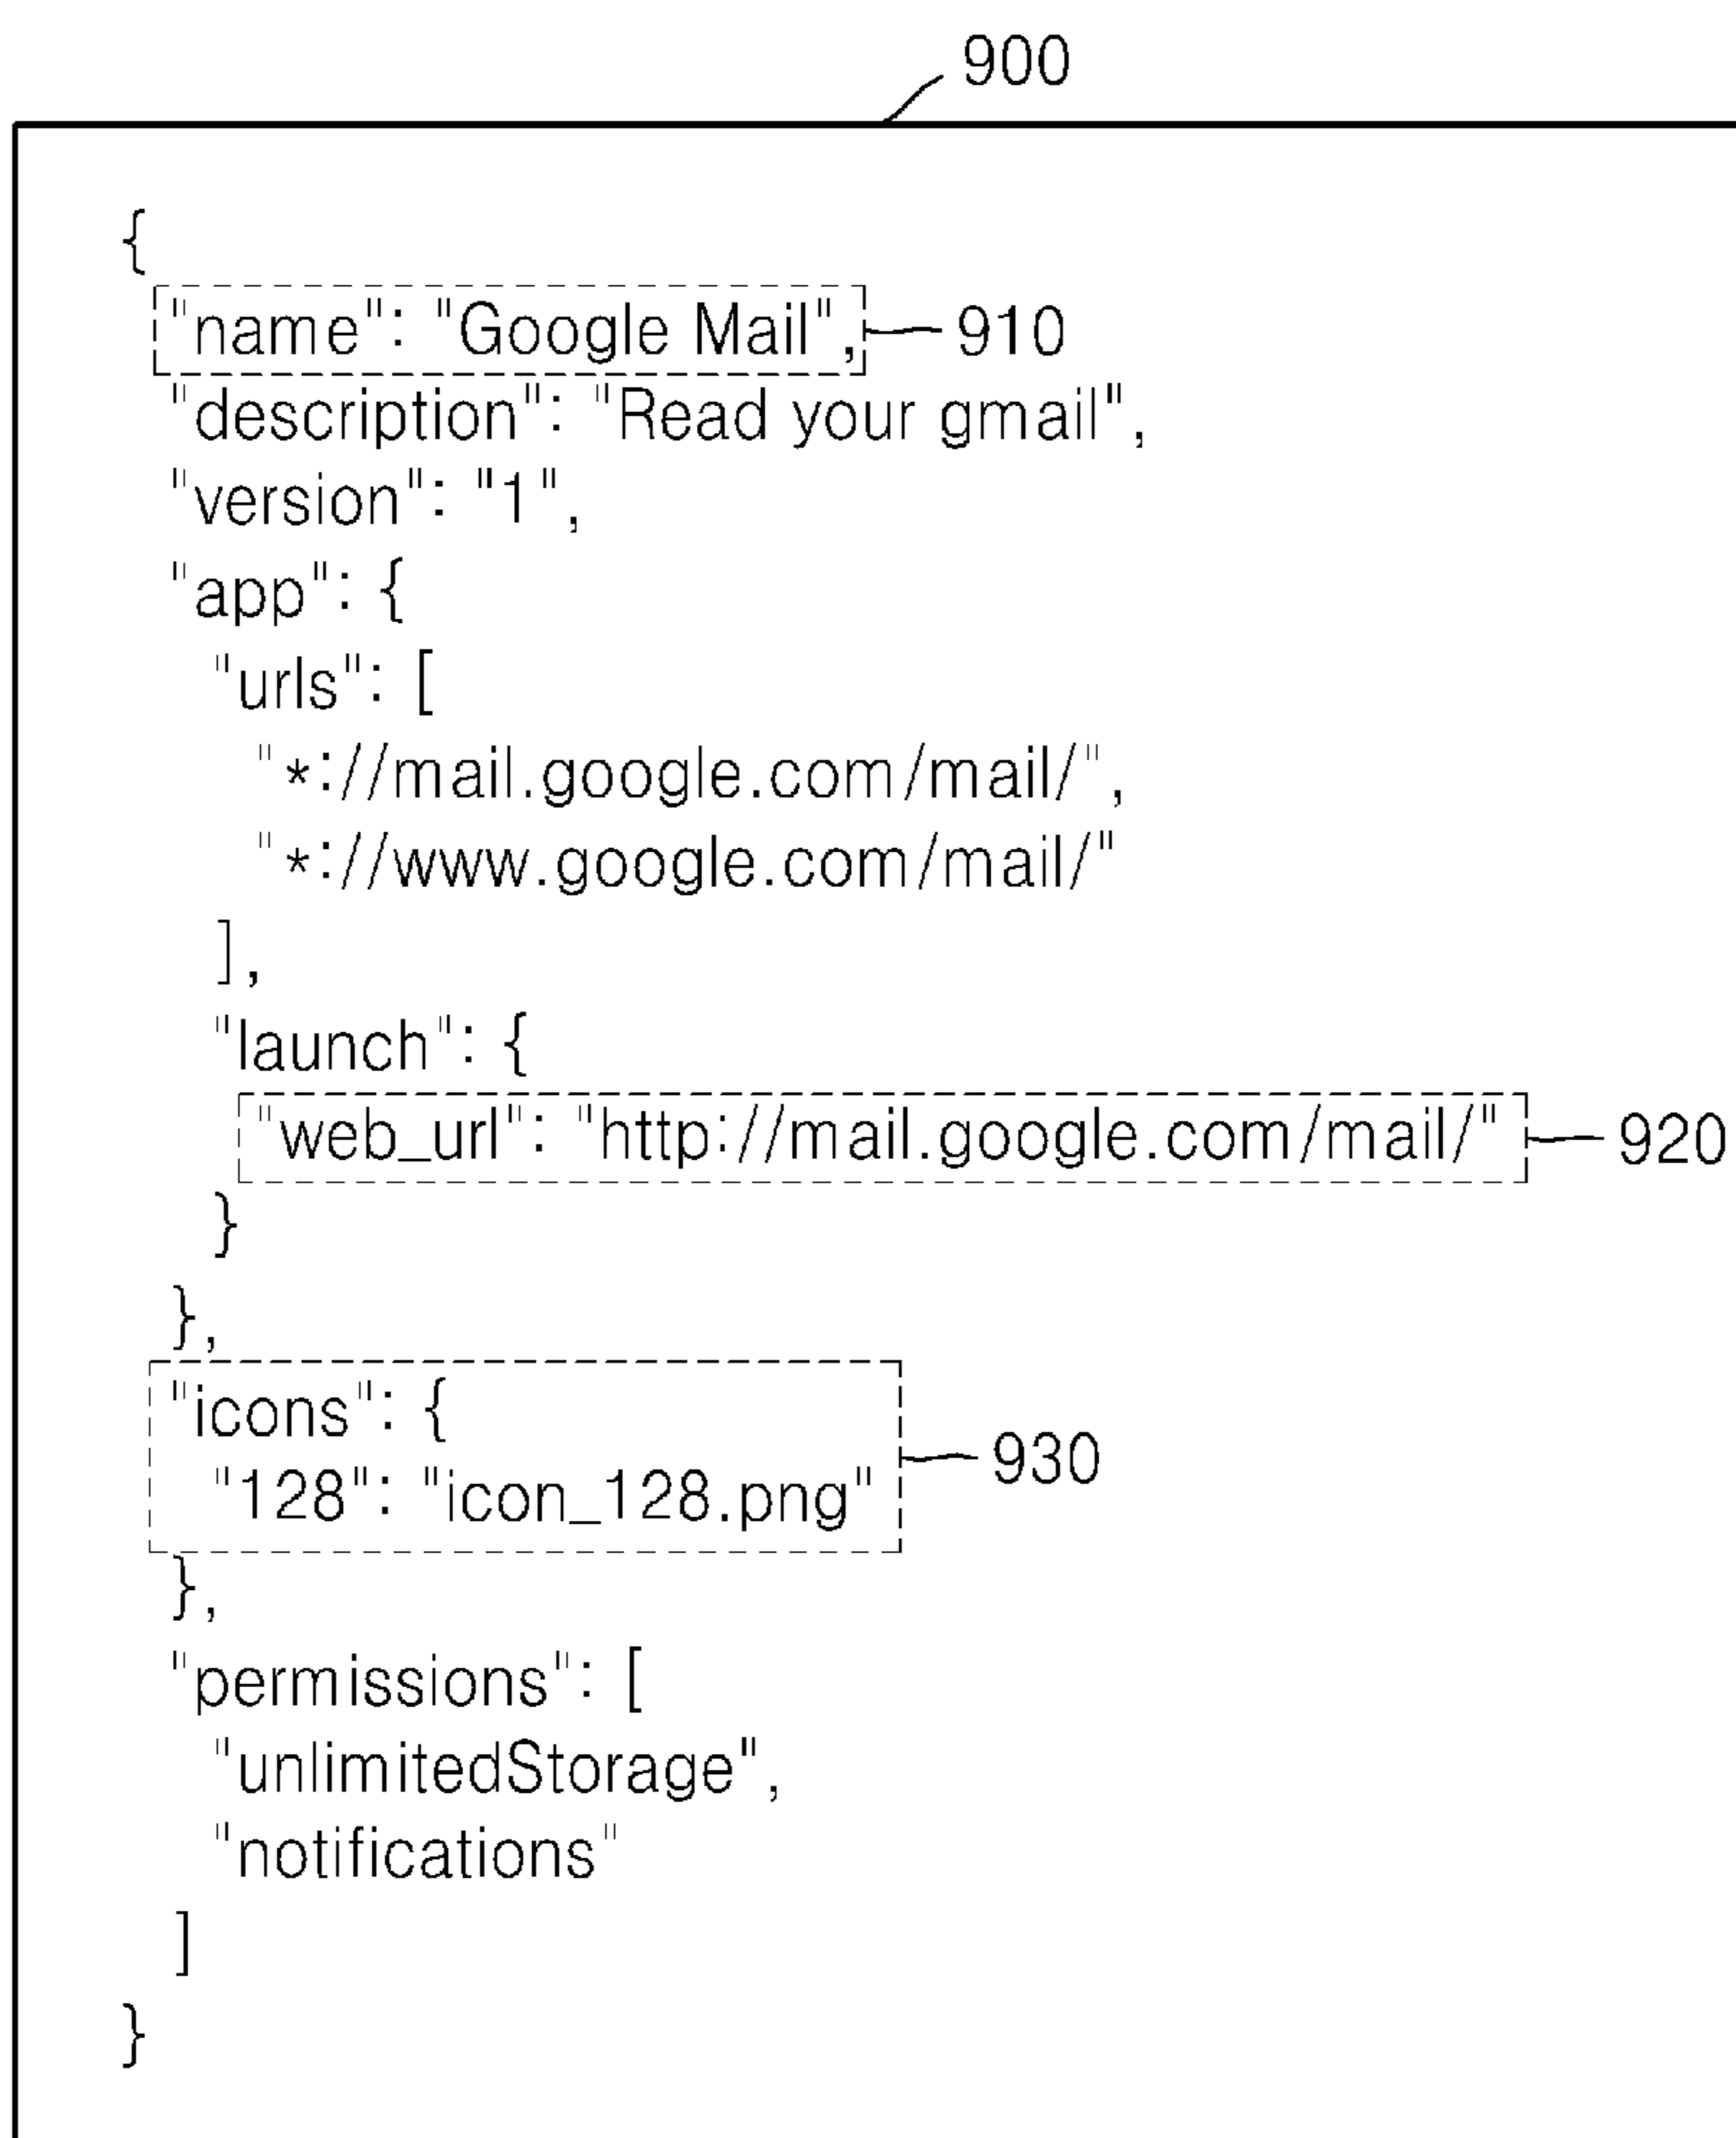 900
{
"name": "Google Mail", 910
"description": "Read your gmail",
"version": "1",
"app": {
"urls": [
"*://mail.google.com/mail/",
"*://www.google.com/mail/"
],
"launch": {
"web_url": "http://mail.google.com/mail/" 920
}
},
"icons": {
930
"128": "icon_128.png"
},
"permissions": [
"unlimitedStorage",
"notifications"
]
}